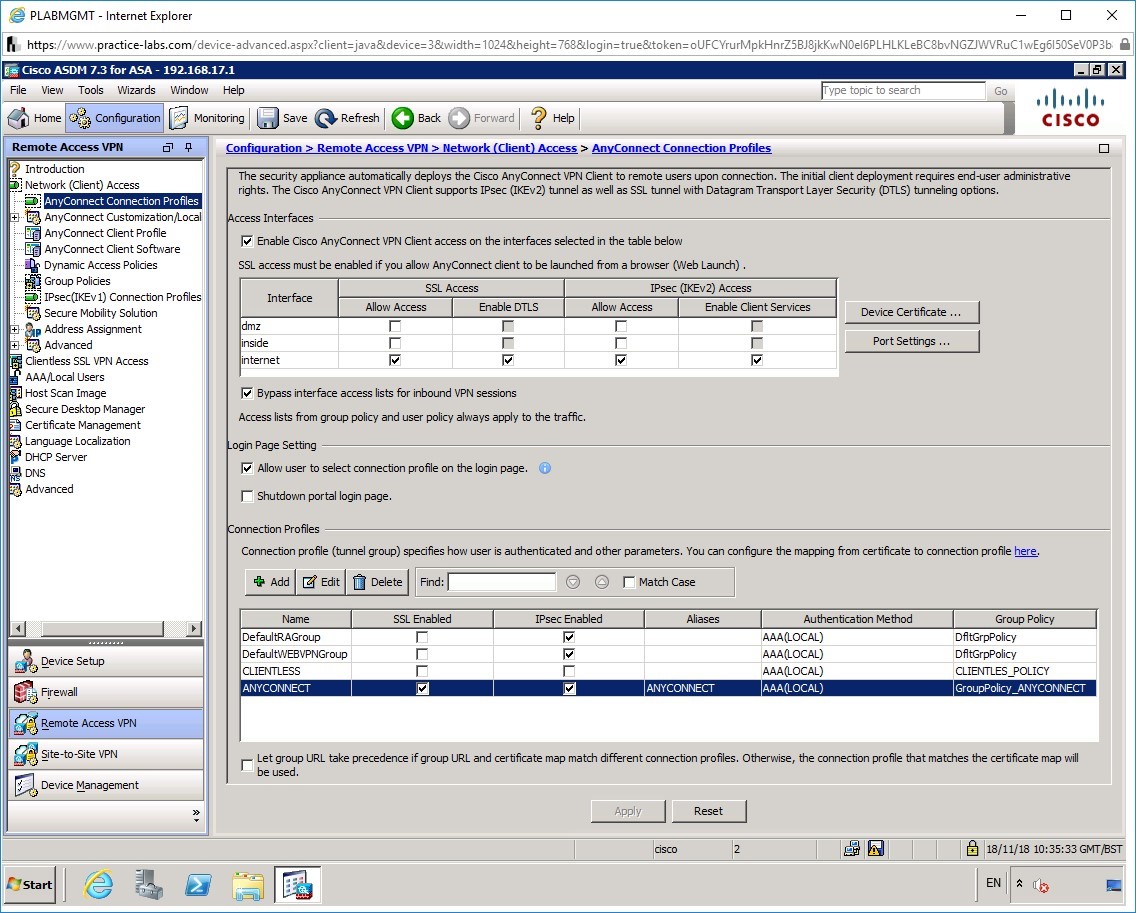 PLABMGMT - Internet Explorer
https://www.practice-labs.com/device-advanced.aspx?client=java&device=3&width=1024&height=768&login=true&token=
Cisco ASDM 7.3 for ASA - 192.168.17.1
File View Tools Wizards Window Help
Type topic to search Go
Home Configuration Monitoring Save Refresh Back Forward Help
CISCO
Remote Access VPN
Introduction
Network (Client) Access
AnyConnect Connection Profiles
AnyConnect Customization/Local
AnyConnect Client Profile
AnyConnect Client Software
Dynamic Access Policies
Group Policies
IPsec(IKEv1) Connection Profiles
Secure Mobility Solution
Address Assignment
Advanced
Clientless SSL VPN Access
AAA/Local Users
Host Scan Image
Secure Desktop Manager
Certificate Management
Language Localization
DHCP Server
DNS
Advanced
Device Setup
Firewall
Remote Access VPN
Site-to-Site VPN
Device Management
Configuration > Remote Access VPN > Network (Client) Access > AnyConnect Connection Profiles
The security appliance automatically deploys the Cisco AnyConnect VPN Client to remote users upon connection. The initial client deployment requires end-user administrative
rights. The Cisco AnyConnect VPN Client supports IPsec (IKEv2) tunnel as well as SSL tunnel with Datagram Transport Layer Security (DTLS) tunneling options.
Access Interfaces
Enable Cisco AnyConnect VPN Client access on the interfaces selected in the table below
SSL access must be enabled if you allow AnyConnect client to be launched from a browser (Web Launch) .
Interface SSL Access IPsec (IKEv2) Access
Allow Access Enable DTLS Allow Access Enable Client Services
dmz
inside
internet
Device Certificate ...
Port Settings ...
Bypass interface access lists for inbound VPN sessions
Access lists from group policy and user policy always apply to the traffic.
Login Page Setting
Allow user to select connection profile on the login page.
Shutdown portal login page.
Connection Profiles
Connection profile (tunnel group) specifies how user is authenticated and other parameters. You can configure the mapping from certificate to connection profile here.
Add Edit Delete Find: Match Case
Name SSL Enabled IPsec Enabled Aliases Authentication Method Group Policy
DefaultRAGroup AAA(LOCAL) DfltGrpPolicy
DefaultWEBVPNGroup AAA(LOCAL) DfltGrpPolicy
CLIENTLESS AAA(LOCAL) CLIENTLES_POLICY
ANYCONNECT ANYCONNECT AAA(LOCAL) GroupPolicy_ANYCONNECT
Let group URL take precedence if group URL and certificate map match different connection profiles. Otherwise, the connection profile that matches the certificate map will
be used.
Apply Reset
cisco 2 18/11/18 10:35:33 GMT/BST
Start EN